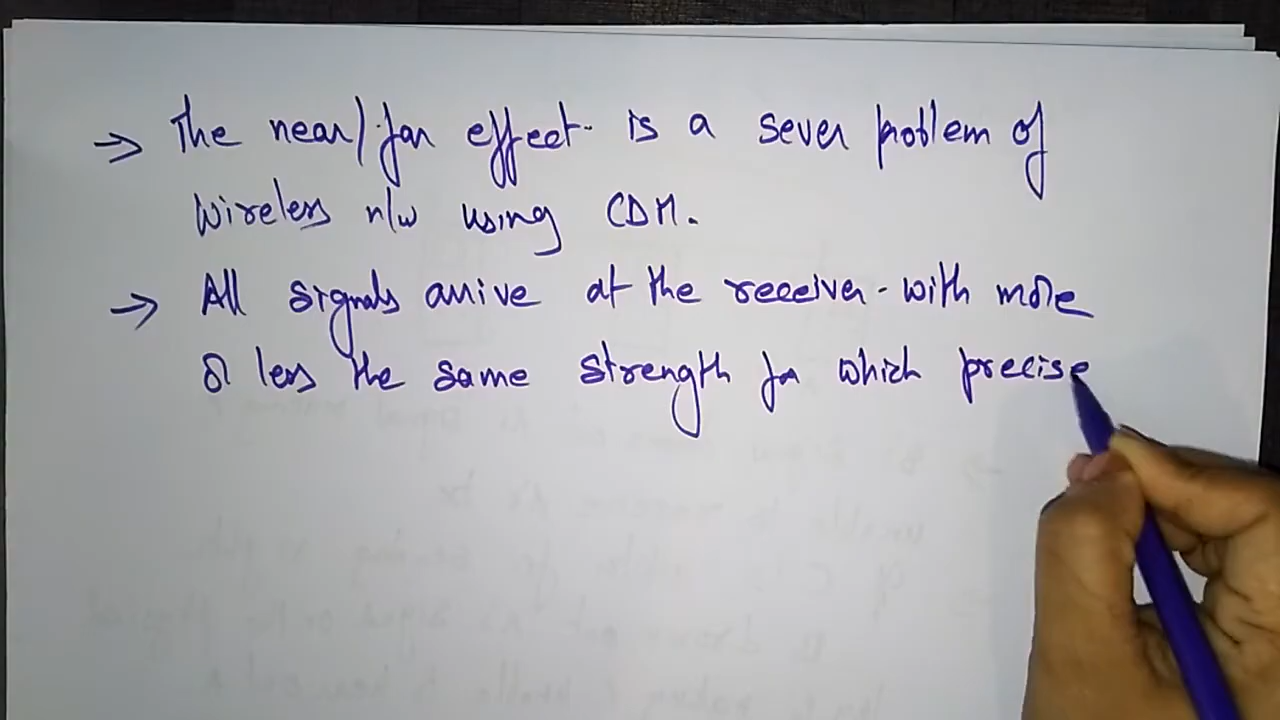 → The near/far effect is a sever problem of
Wireless n/w using CDM.
→ All signals arrive at the receiver with more
or less the same strength for which precise